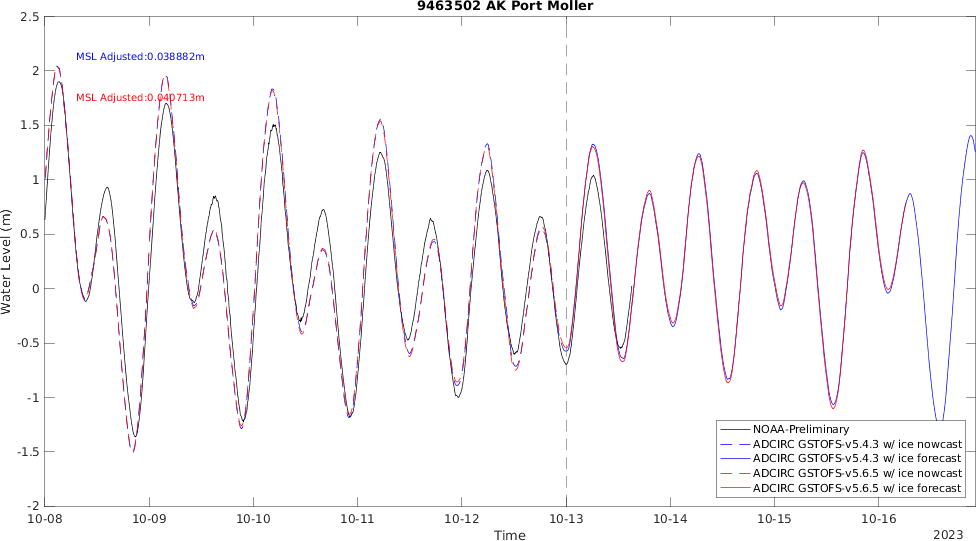 9463502 AK Port Moller
MSL Adjusted:0.038882m
MSL Adjusted:0.040713m
Water Level (m)
2.5
2
1.5
1
0.5
0
-0.5
-1
-1.5
-2
10-08 10-09 10-10 10-11 10-12 10-13 10-14 10-15 10-16
Time
2023
NOAA-Preliminary
ADCIRC GSTOFS-v5.4.3 w/ ice nowcast
ADCIRC GSTOFS-v5.4.3 w/ ice forecast
ADCIRC GSTOFS-v5.6.5 w/ ice nowcast
ADCIRC GSTOFS-v5.6.5 w/ ice forecast